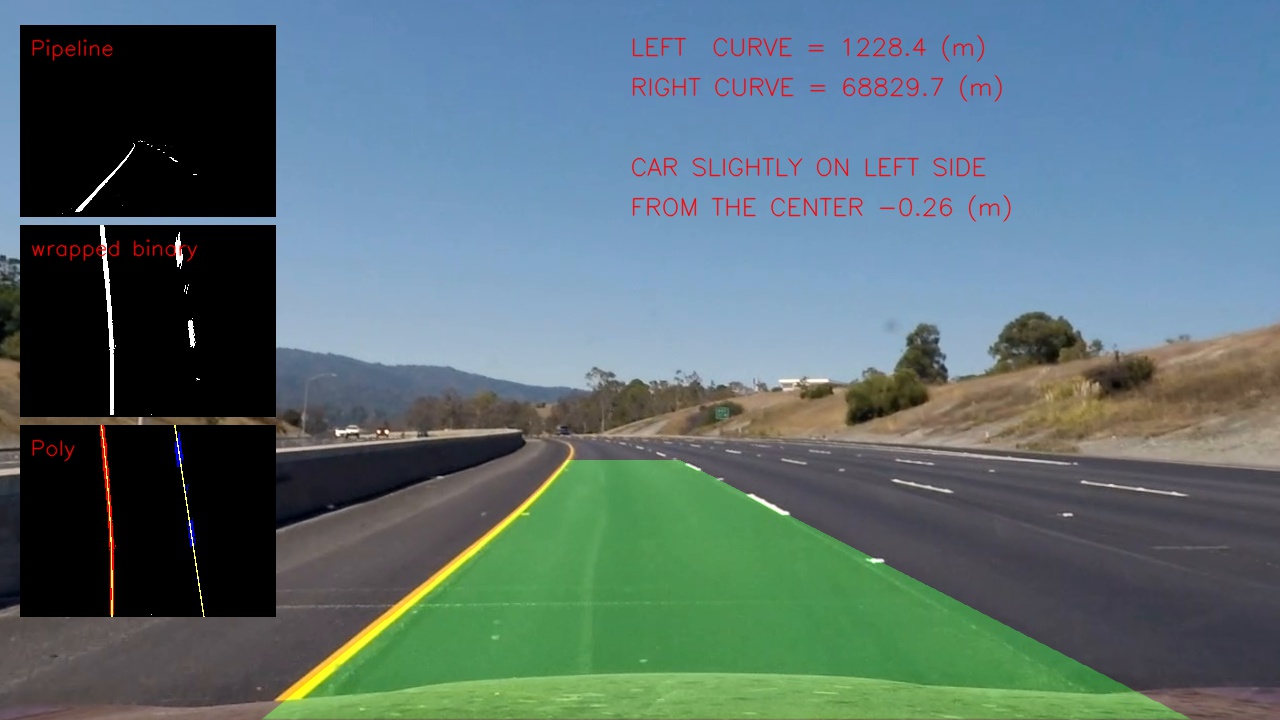 Pipeline
LEFT CURVE = 1228.4 (m)
RIGHT CURVE = 68829.7 (m)
CAR SLIGHTLY ON LEFT SIDE
FROM THE CENTER -0.26 (m)
wrapped binary
Poly